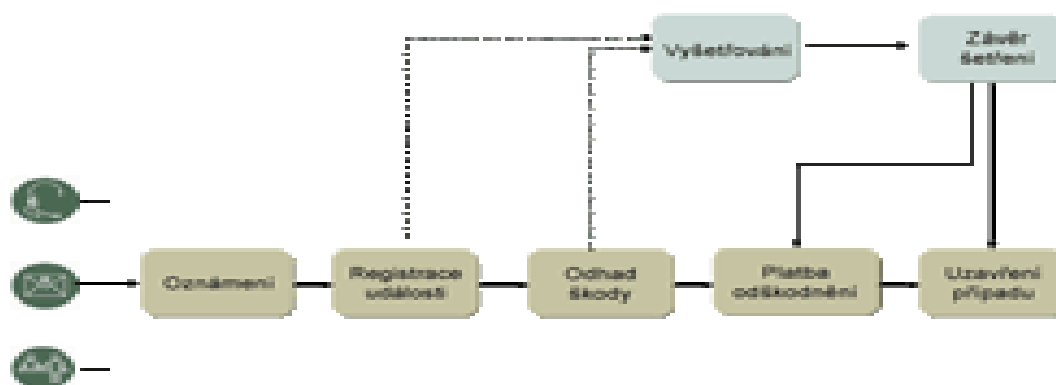 Vyšetřování
Závěr
šetření
Oznámení
Registrace
události
Odhad
škody
Platba
odškodnění
Uzavření
případu